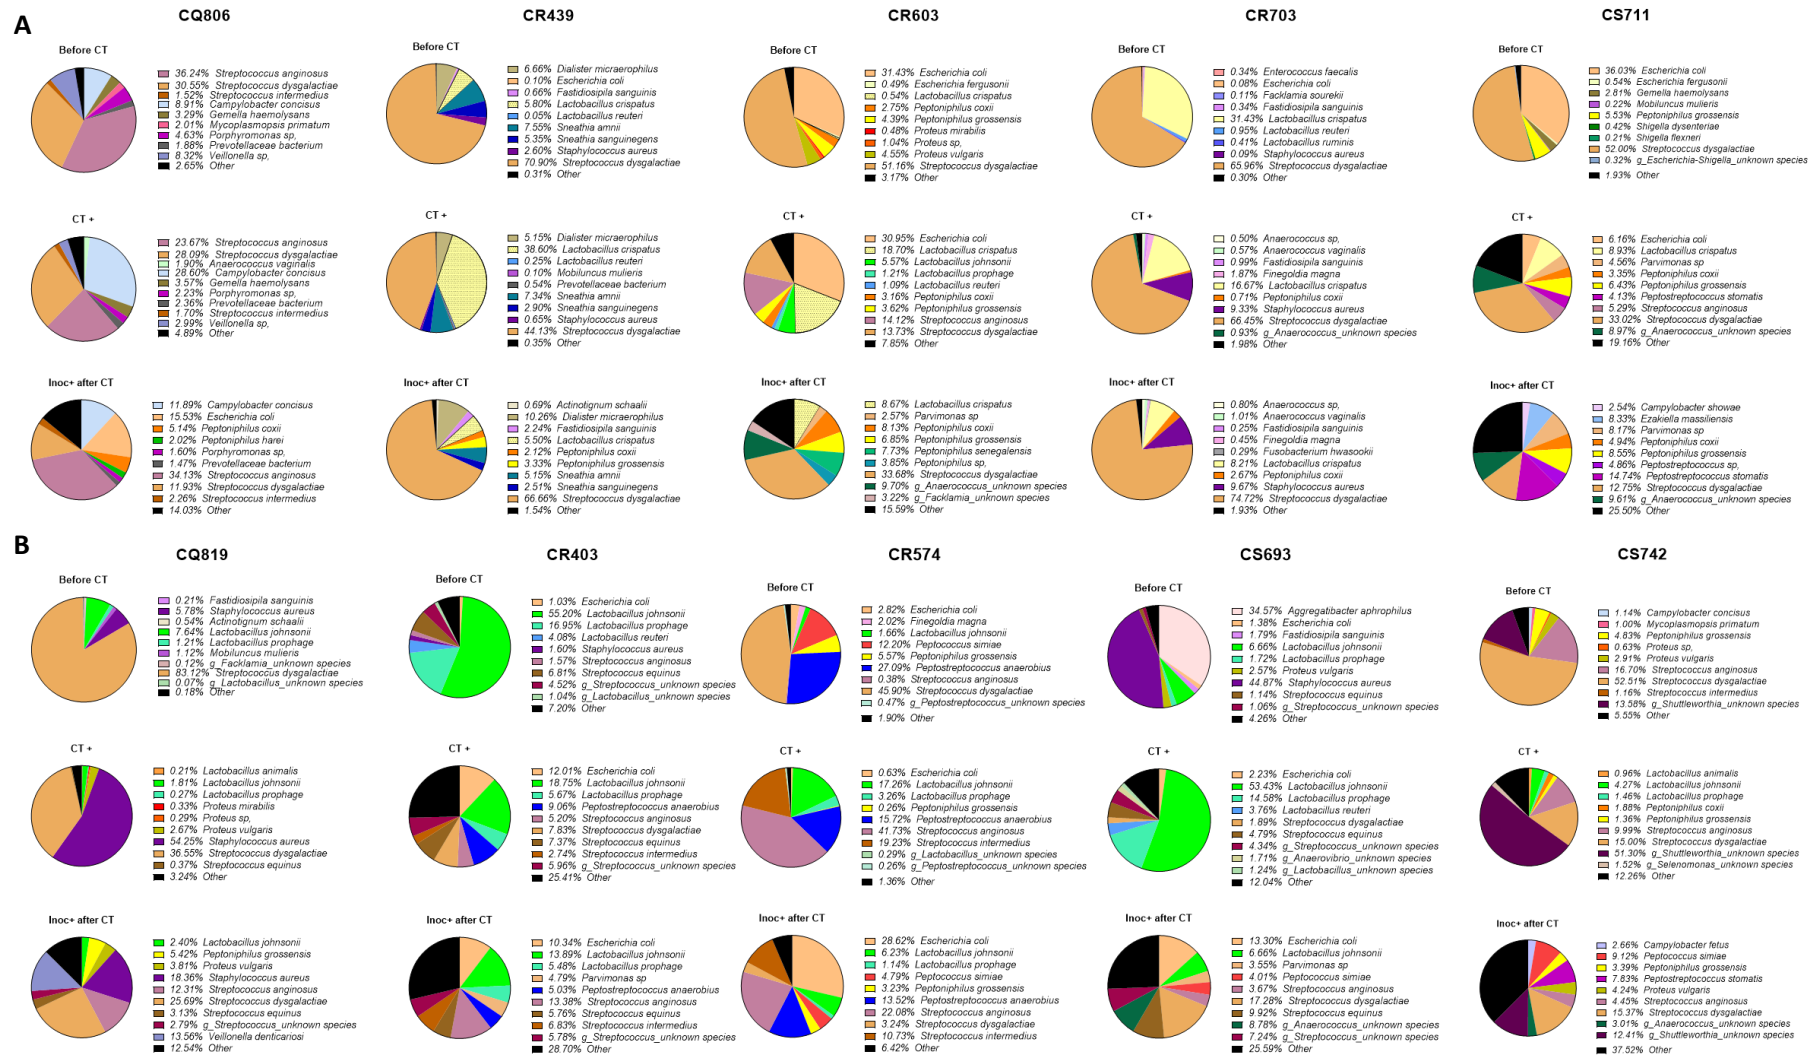 A
CQ806
Before CT
36.24% Streptococcus anginosus
30.55% Streptococcus dysgalactiae
1.52% Streptococcus intermedius
8.91% Campylobacter concisus
3.29% Gemella haemolysans
2.01% Mycoplasmopsis primatum
4.63% Porphyromonas sp,
1.88% Prevotellaceae bacterium
8.32% Veillonella sp,
2.65% Other
CT +
23.67% Streptococcus anginosus
28.09% Streptococcus dysgalactiae
1.90% Anaerococcus vaginalis
28.60% Campylobacter concisus
3.57% Gemella haemolysans
2.23% Porphyromonas sp,
2.36% Prevotellaceae bacterium
1.70% Streptococcus intermedius
2.99% Veillonella sp,
4.89% Other
Inoc+ after CT
11.89% Campylobacter concisus
15.53% Escherichia coli
5.14% Peptoniphilus coxii
2.02% Peptoniphilus harei
1.60% Porphyromonas sp,
1.47% Prevotellaceae bacterium
34.13% Streptococcus anginosus
11.93% Streptococcus dysgalactiae
2.26% Streptococcus intermedius
14.03% Other
CR439
Before CT
6.66% Dialister micraerophilus
0.10% Escherichia coli
0.66% Fastidiosipila sanguinis
5.80% Lactobacillus crispatus
0.05% Lactobacillus reuteri
7.55% Sneathia amnii
5.35% Sneathia sanguinegens
2.60% Staphylococcus aureus
70.90% Streptococcus dysgalactiae
0.31% Other
CT +
5.15% Dialister micraerophilus
38.60% Lactobacillus crispatus
0.25% Lactobacillus reuteri
0.10% Mobiluncus mulieris
0.54% Prevotellaceae bacterium
7.34% Sneathia amnii
2.90% Sneathia sanguinegens
0.65% Staphylococcus aureus
44.13% Streptococcus dysgalactiae
0.35% Other
Inoc+ after CT
0.69% Actinotignum schaalii
10.26% Dialister micraerophilus
2.24% Fastidiosipila sanguinis
5.50% Lactobacillus crispatus
2.12% Peptoniphilus coxii
3.33% Peptoniphilus grossensis
5.15% Sneathia amnii
2.51% Sneathia sanguinegens
66.66% Streptococcus dysgalactiae
1.54% Other
CR603
Before CT
31.43% Escherichia coli
0.49% Escherichia fergusonii
0.54% Lactobacillus crispatus
2.75% Peptoniphilus coxii
4.39% Peptoniphilus grossensis
0.48% Proteus mirabilis
1.04% Proteus sp,
4.55% Proteus vulgaris
51.16% Streptococcus dysgalactiae
3.17% Other
CT +
30.95% Escherichia coli
18.70% Lactobacillus crispatus
5.57% Lactobacillus johnsonii
1.21% Lactobacillus prophage
1.09% Lactobacillus reuteri
3.16% Peptoniphilus coxii
3.62% Peptoniphilus grossensis
14.12% Streptococcus anginosus
13.73% Streptococcus dysgalactiae
7.85% Other
Inoc+ after CT
8.67% Lactobacillus crispatus
2.57% Parvimonas sp
8.13% Peptoniphilus coxii
6.85% Peptoniphilus grossensis
7.73% Peptoniphilus senegalensis
3.85% Peptoniphilus sp,
33.68% Streptococcus dysgalactiae
9.70% g_Anaerococcus_unknown species
3.22% g_Facklamia_unknown species
15.59% Other
CR703
Before CT
0.34% Enterococcus faecalis
0.08% Escherichia coli
0.11% Facklamia sourekii
0.34% Fastidiosipila sanguinis
31.43% Lactobacillus crispatus
0.95% Lactobacillus reuteri
0.41% Lactobacillus ruminis
0.09% Staphylococcus aureus
65.96% Streptococcus dysgalactiae
0.30% Other
CT +
0.50% Anaerococcus sp,
0.57% Anaerococcus vaginalis
0.99% Fastidiosipila sanguinis
1.87% Finegoldia magna
16.67% Lactobacillus crispatus
0.71% Peptoniphilus coxii
9.33% Staphylococcus aureus
66.45% Streptococcus dysgalactiae
0.93% g_Anaerococcus_unknown species
1.98% Other
Inoc+ after CT
0.80% Anaerococcus sp,
1.01% Anaerococcus vaginalis
0.25% Fastidiosipila sanguinis
0.45% Finegoldia magna
0.29% Fusobacterium hwasookii
8.21% Lactobacillus crispatus
2.67% Peptoniphilus coxii
9.67% Staphylococcus aureus
74.72% Streptococcus dysgalactiae
1.93% Other
CS711
Before CT
36.03% Escherichia coli
0.54% Escherichia fergusonii
2.81% Gemella haemolysans
0.22% Mobiluncus mulieris
5.53% Peptoniphilus grossensis
0.42% Shigella dysenteriae
0.21% Shigella flexneri
52.00% Streptococcus dysgalactiae
0.32% g_Escherichia-Shigella_unknown species
1.93% Other
CT +
6.16% Escherichia coli
8.93% Lactobacillus crispatus
4.56% Parvimonas sp
3.35% Peptoniphilus coxii
6.43% Peptoniphilus grossensis
4.13% Peptostreptococcus stomatis
5.29% Streptococcus anginosus
33.02% Streptococcus dysgalactiae
8.97% g_Anaerococcus_unknown species
19.16% Other
Inoc+ after CT
2.54% Campylobacter showae
8.33% Ezakiella massiliensis
8.17% Parvimonas sp
4.94% Peptoniphilus coxii
8.55% Peptoniphilus grossensis
4.86% Peptostreptococcus sp,
14.74% Peptostreptococcus stomatis
12.75% Streptococcus dysgalactiae
9.61% g_Anaerococcus_unknown species
25.50% Other
B
CQ819
Before CT
0.21% Fastidiosipila sanguinis
5.78% Staphylococcus aureus
0.54% Actinotignum schaalii
7.64% Lactobacillus johnsonii
1.21% Lactobacillus prophage
1.12% Mobiluncus mulieris
0.12% g_Facklamia_unknown species
83.12% Streptococcus dysgalactiae
0.07% g_Lactobacillus_unknown species
0.18% Other
CT +
0.21% Lactobacillus animalis
1.81% Lactobacillus johnsonii
0.27% Lactobacillus prophage
0.33% Proteus mirabilis
0.29% Proteus sp,
2.67% Proteus vulgaris
54.25% Staphylococcus aureus
36.55% Streptococcus dysgalactiae
0.37% Streptococcus equinus
3.24% Other
Inoc+ after CT
2.40% Lactobacillus johnsonii
5.42% Peptoniphilus grossensis
3.81% Proteus vulgaris
18.36% Staphylococcus aureus
12.31% Streptococcus anginosus
25.69% Streptococcus dysgalactiae
3.13% Streptococcus equinus
2.79% g_Streptococcus_unknown species
13.56% Veillonella denticariosi
12.54% Other
CR403
Before CT
1.03% Escherichia coli
55.20% Lactobacillus johnsonii
16.95% Lactobacillus prophage
4.08% Lactobacillus reuteri
1.60% Staphylococcus aureus
1.57% Streptococcus anginosus
6.81% Streptococcus equinus
4.52% g_Streptococcus_unknown species
1.04% g_Lactobacillus_unknown species
7.20% Other
CT +
12.01% Escherichia coli
18.75% Lactobacillus johnsonii
5.67% Lactobacillus prophage
9.06% Peptostreptococcus anaerobius
5.20% Streptococcus anginosus
7.83% Streptococcus dysgalactiae
7.37% Streptococcus equinus
2.74% Streptococcus intermedius
5.96% g_Streptococcus_unknown species
25.41% Other
Inoc+ after CT
10.34% Escherichia coli
13.89% Lactobacillus johnsonii
5.48% Lactobacillus prophage
4.79% Parvimonas sp
5.03% Peptostreptococcus anaerobius
13.38% Streptococcus anginosus
5.76% Streptococcus equinus
6.83% Streptococcus intermedius
5.78% g_Streptococcus_unknown species
28.70% Other
CR574
Before CT
2.82% Escherichia coli
2.02% Finegoldia magna
1.66% Lactobacillus johnsonii
12.20% Peptococcus simiae
5.57% Peptoniphilus grossensis
27.09% Peptostreptococcus anaerobius
0.38% Streptococcus anginosus
45.90% Streptococcus dysgalactiae
0.47% g_Peptostreptococcus_unknown species
1.90% Other
CT +
0.63% Escherichia coli
17.26% Lactobacillus johnsonii
3.26% Lactobacillus prophage
0.26% Peptoniphilus grossensis
15.72% Peptostreptococcus anaerobius
41.73% Streptococcus anginosus
19.23% Streptococcus intermedius
0.29% g_Lactobacillus_unknown species
0.26% g_Peptostreptococcus_unknown species
1.36% Other
Inoc+ after CT
28.62% Escherichia coli
6.23% Lactobacillus johnsonii
1.14% Lactobacillus prophage
4.79% Peptococcus simiae
3.23% Peptoniphilus grossensis
13.52% Peptostreptococcus anaerobius
22.08% Streptococcus anginosus
3.24% Streptococcus dysgalactiae
10.73% Streptococcus intermedius
6.42% Other
CS693
Before CT
34.57% Aggregatibacter aphrophilus
1.38% Escherichia coli
1.79% Fastidiosipila sanguinis
6.66% Lactobacillus johnsonii
1.72% Lactobacillus prophage
2.57% Proteus vulgaris
44.87% Staphylococcus aureus
1.14% Streptococcus equinus
1.06% g_Streptococcus_unknown species
4.26% Other
CT +
2.23% Escherichia coli
53.43% Lactobacillus johnsonii
14.58% Lactobacillus prophage
3.76% Lactobacillus reuteri
1.89% Streptococcus dysgalactiae
4.79% Streptococcus equinus
4.34% g_Streptococcus_unknown species
1.71% g_Anaerovibrio_unknown species
1.24% g_Lactobacillus_unknown species
12.04% Other
Inoc+ after CT
13.30% Escherichia coli
6.66% Lactobacillus johnsonii
3.55% Parvimonas sp
4.01% Peptococcus simiae
3.67% Streptococcus anginosus
17.28% Streptococcus dysgalactiae
9.92% Streptococcus equinus
8.78% g_Anaerococcus_unknown species
7.24% g_Streptococcus_unknown species
25.59% Other
CS742
Before CT
1.14% Campylobacter concisus
1.00% Mycoplasmopsis primatum
4.83% Peptoniphilus grossensis
0.63% Proteus sp,
2.91% Proteus vulgaris
16.70% Streptococcus anginosus
52.51% Streptococcus dysgalactiae
1.16% Streptococcus intermedius
13.58% g_Shuttleworthia_unknown species
5.55% Other
CT +
0.96% Lactobacillus animalis
4.27% Lactobacillus johnsonii
1.46% Lactobacillus prophage
1.88% Peptoniphilus coxii
1.36% Peptoniphilus grossensis
9.99% Streptococcus anginosus
15.00% Streptococcus dysgalactiae
51.30% g_Shuttleworthia_unknown species
1.52% g_Selenomonas_unknown species
12.26% Other
Inoc+ after CT
2.66% Campylobacter fetus
9.12% Peptococcus simiae
3.39% Peptoniphilus grossensis
7.83% Peptostreptococcus stomatis
4.24% Proteus vulgaris
4.45% Streptococcus anginosus
15.37% Streptococcus dysgalactiae
3.01% g_Anaerococcus_unknown species
12.41% g_Shuttleworthia_unknown species
37.52% Other